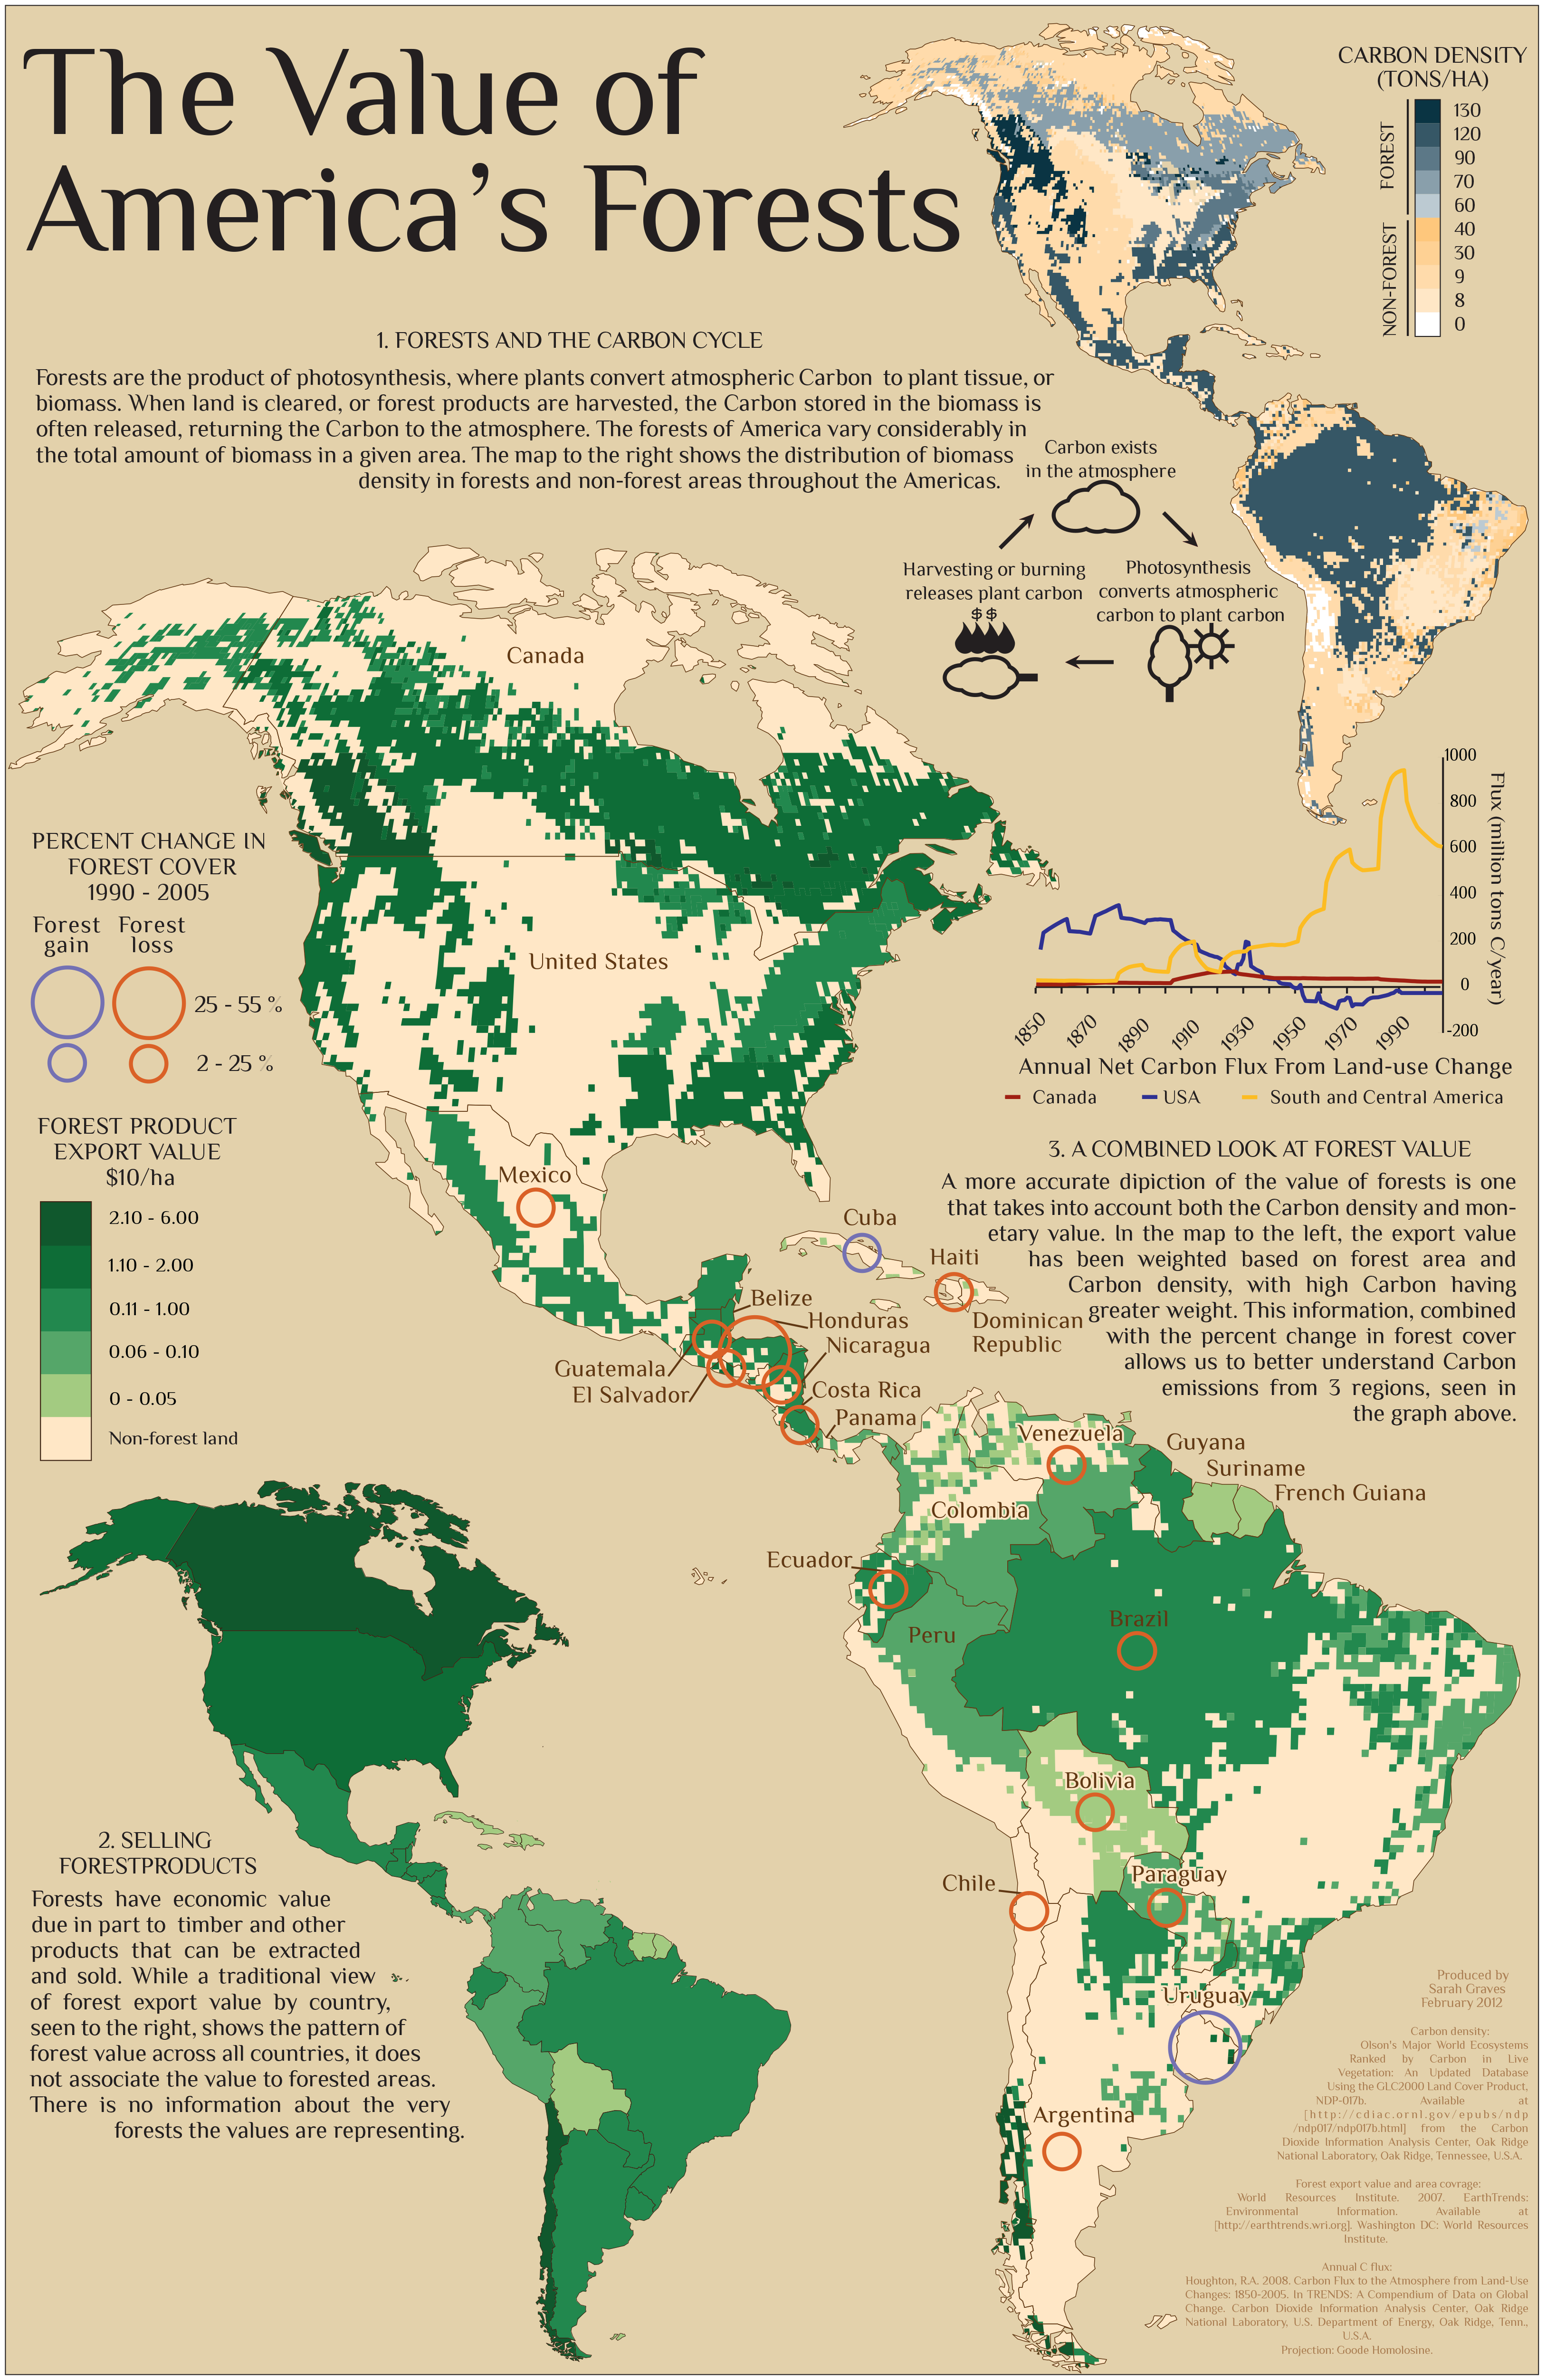 The Value of
America's Forests
CARBON DENSITY
(TONS/HA)
FOREST
NON-FOREST
130
120
90
70
60
40
30
9
8
0
1. FORESTS AND THE CARBON CYCLE
Forests are the product of photosynthesis, where plants convert atmospheric Carbon to plant tissue, or
biomass. When land is cleared, or forest products are harvested, the Carbon stored in the biomass is
often released, returning the Carbon to the atmosphere. The forests of America vary considerably in
the total amount of biomass in a given area. The map to the right shows the distribution of biomass
density in forests and non-forest areas throughout the Americas.
Carbon exists
in the atmosphere
Harvesting or burning
releases plant carbon
$$
Photosynthesis
converts atmospheric
carbon to plant carbon
Canada
United States
Mexico
Cuba
Haiti
Dominican
Republic
Belize
Honduras
Nicaragua
Guatemala
El Salvador
Costa Rica
Panama
Venezuela
Guyana
Suriname
French Guiana
Colombia
Ecuador
Peru
Brazil
Bolivia
Paraguay
Chile
Uruguay
Argentina
PERCENT CHANGE IN
FOREST COVER
1990 - 2005
Forest
gain
Forest
loss
25 - 55 %
2 - 25 %
FOREST PRODUCT
EXPORT VALUE
$10/ha
2.10 - 6.00
1.10 - 2.00
0.11 - 1.00
0.06 - 0.10
0 - 0.05
Non-forest land
1000
800
600
400
200
0
-200
Flux (million tons C/year)
1850
1870
1890
1910
1930
1950
1970
1990
Annual Net Carbon Flux From Land-use Change
Canada
USA
South and Central America
3. A COMBINED LOOK AT FOREST VALUE
A more accurate dipiction of the value of forests is one
that takes into account both the Carbon density and mon-
etary value. In the map to the left, the export value
has been weighted based on forest area and
Carbon density, with high Carbon having
greater weight. This information, combined
with the percent change in forest cover
allows us to better understand Carbon
emissions from 3 regions, seen in
the graph above.
2. SELLING
FORESTPRODUCTS
Forests have economic value
due in part to timber and other
products that can be extracted
and sold. While a traditional view
of forest export value by country,
seen to the right, shows the pattern of
forest value across all countries, it does
not associate the value to forested areas.
There is no information about the very
forests the values are representing.
Produced by
Sarah Graves
February 2012
Carbon density:
Olson's Major World Ecosystems
Ranked by Carbon in Live
Vegetation: An Updated Database
Using the GLC2000 Land Cover Product,
NDP-017b. Available at
[http://cdiac.ornl.gov/epubs/ndp
/ndp017/ndp017b.html] from the Carbon
Dioxide Information Analysis Center, Oak Ridge
National Laboratory, Oak Ridge, Tennessee, U.S.A.
Forest export value and area covrage:
World Resources Institute. 2007. EarthTrends:
Environmental Information. Available at
[http://earthtrends.wri.org]. Washington DC: World Resources
Institute.
Annual C flux:
Houghton, R.A. 2008. Carbon Flux to the Atmosphere from Land-Use
Changes: 1850-2005. In TRENDS: A Compendium of Data on Global
Change. Carbon Dioxide Information Analysis Center, Oak Ridge
National Laboratory, U.S. Department of Energy, Oak Ridge, Tenn.,
U.S.A.
Projection: Goode Homolosine.